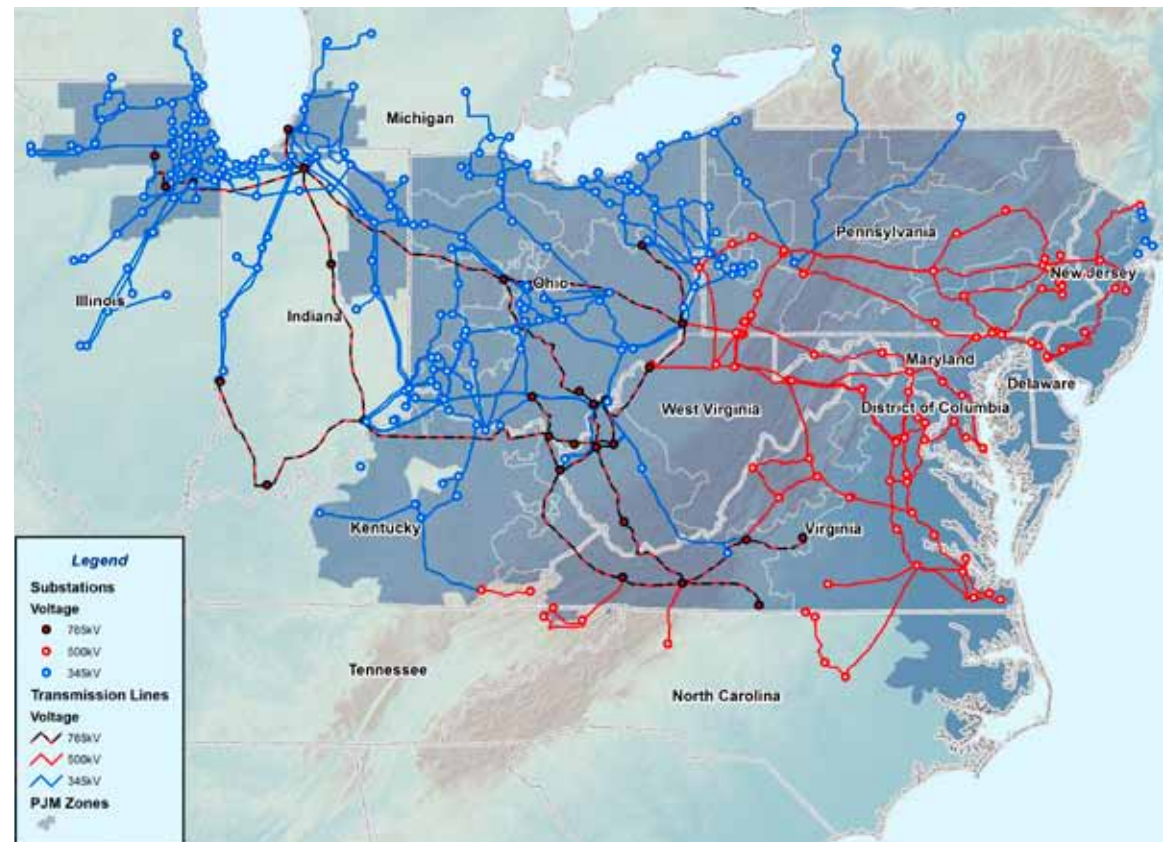 Michigan
Pennsylvania
New Jersey
Ohio
Illinois
Indiana
Maryland
Delaware
West Virginia
District of Columbia
Kentucky
Virginia
Tennessee
North Carolina
Legend
Substations
Voltage
765kV
500kV
345kV
Transmission Lines
Voltage
765kV
500kV
345kV
PJM Zones